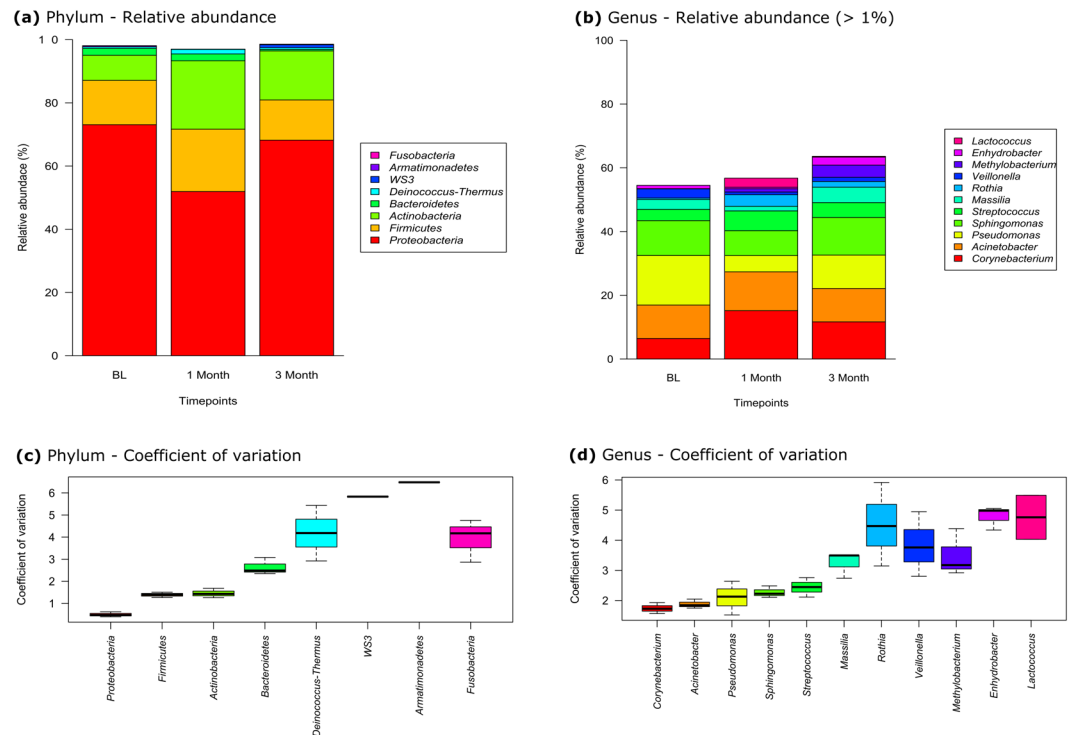 (a) Phylum - Relative abundance
1 0
80
60
40
20
0
Relative abundance (%)
BL
1 Month
3 Month
Timepoints
Fusobacteria
Armatimonadetes
WS3
Deinococcus-Thermus
Bacteroidetes
Actinobacteria
Firmicutes
Proteobacteria
(b) Genus - Relative abundance (> 1%)
100
80
60
40
20
0
Relative abundance (%)
BL
1 Month
3 Month
Timepoints
Lactococcus
Enhydrobacter
Methylobacterium
Veillonella
Rothia
Massilia
Streptococcus
Sphingomonas
Pseudomonas
Acinetobacter
Corynebacterium
(c) Phylum - Coefficient of variation
6
5
4
3
2
1
Coefficient of variation
Proteobacteria
Firmicutes
Actinobacteria
Bacteroidetes
Deinococcus-Thermus
WS3
Armatimonadetes
Fusobacteria
(d) Genus - Coefficient of variation
6
5
4
3
2
Coefficient of variation
Corynebacterium
Acinetobacter
Pseudomonas
Sphingomonas
Streptococcus
Massilia
Rothia
Veillonella
Methylobacterium
Enhydrobacter
Lactococcus